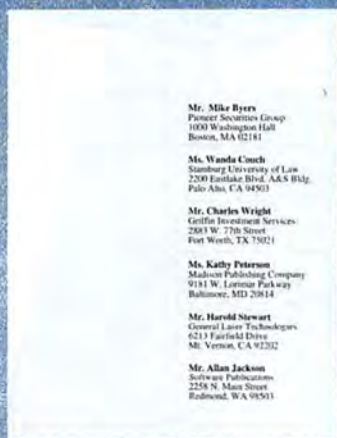 Mr. Mike Byers
Pioneer Securities Group
1000 Washington Hall
Boston, MA 02181
Ms. Wanda Couch
Stamburg University of Law
2200 Eastlake Blvd. A&S Bldg.
Palo Alto, CA 94503
Mr. Charles Wright
Griffin Investment Services
2883 W. 77th Street
Fort Worth, TX 75021
Ms. Kathy Peterson
Madison Publishing Company
9181 W. Lorimar Parkway
Baltimore, MD 20814
Mr. Harold Stewart
General Laser Technologies
6213 Fairfield Drive
Mt. Vernon, CA 92202
Mr. Allan Jackson
Software Publications
2258 N. Main Street
Redmond, WA 98503